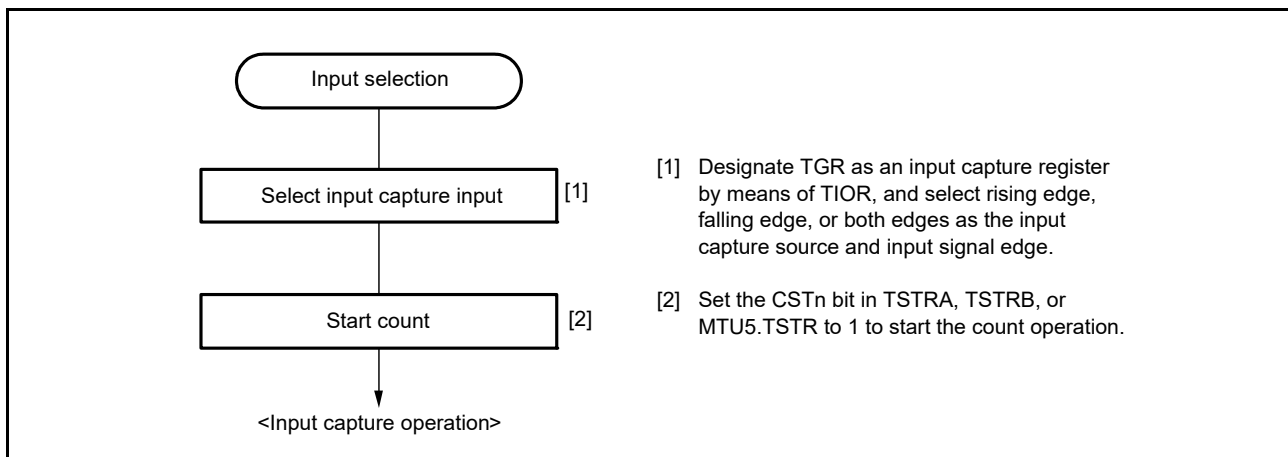 Input selection
Select input capture input
[1]
Start count
[2]
<Input capture operation>
[1] Designate TGR as an input capture register
by means of TIOR, and select rising edge,
falling edge, or both edges as the input
capture source and input signal edge.
[2] Set the CSTn bit in TSTRA, TSTRB, or
MTU5.TSTR to 1 to start the count operation.